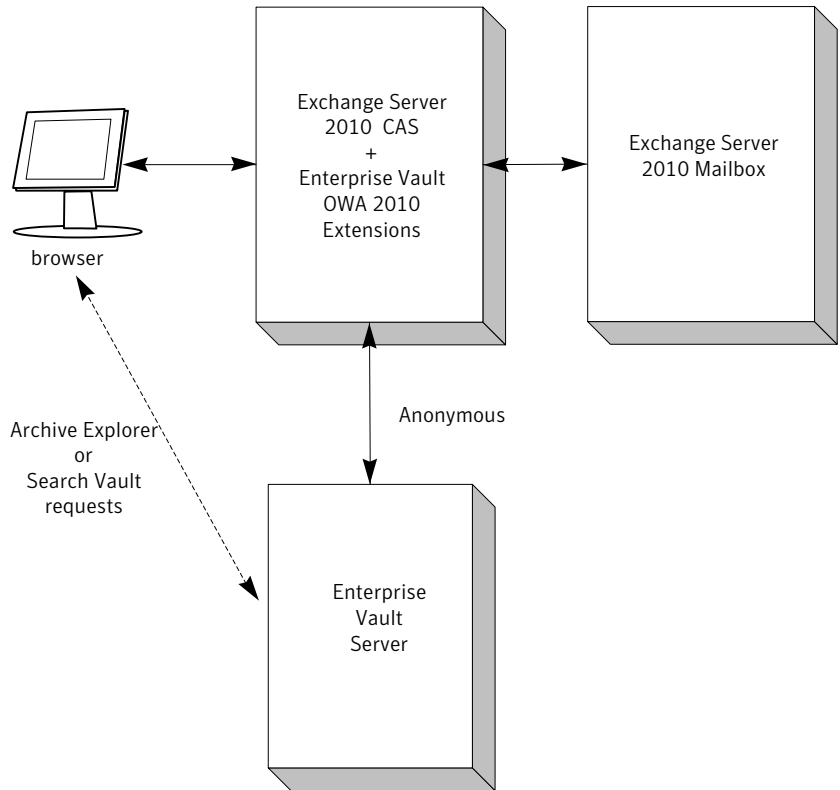 Exchange Server
2010 CAS
+
Enterprise Vault
OWA 2010
Extensions
Exchange Server
2010 Mailbox
browser
Anonymous
Archive Explorer
or
Search Vault
requests
Enterprise
Vault
Server